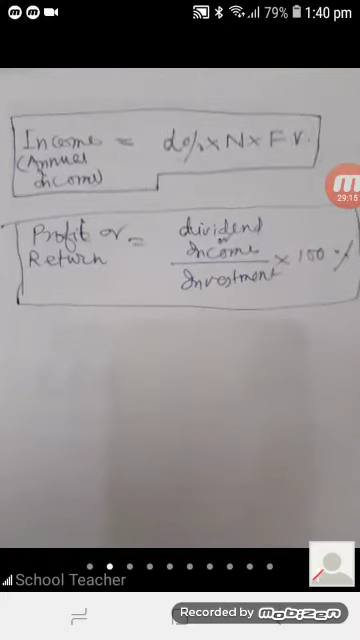 79% 1:40 pm
Income = d%×N×F V.
(Annual
Income)
29:15
Profit or = dividend
or
Return Income × 100 %
Investment
School Teacher
Recorded by mobizen